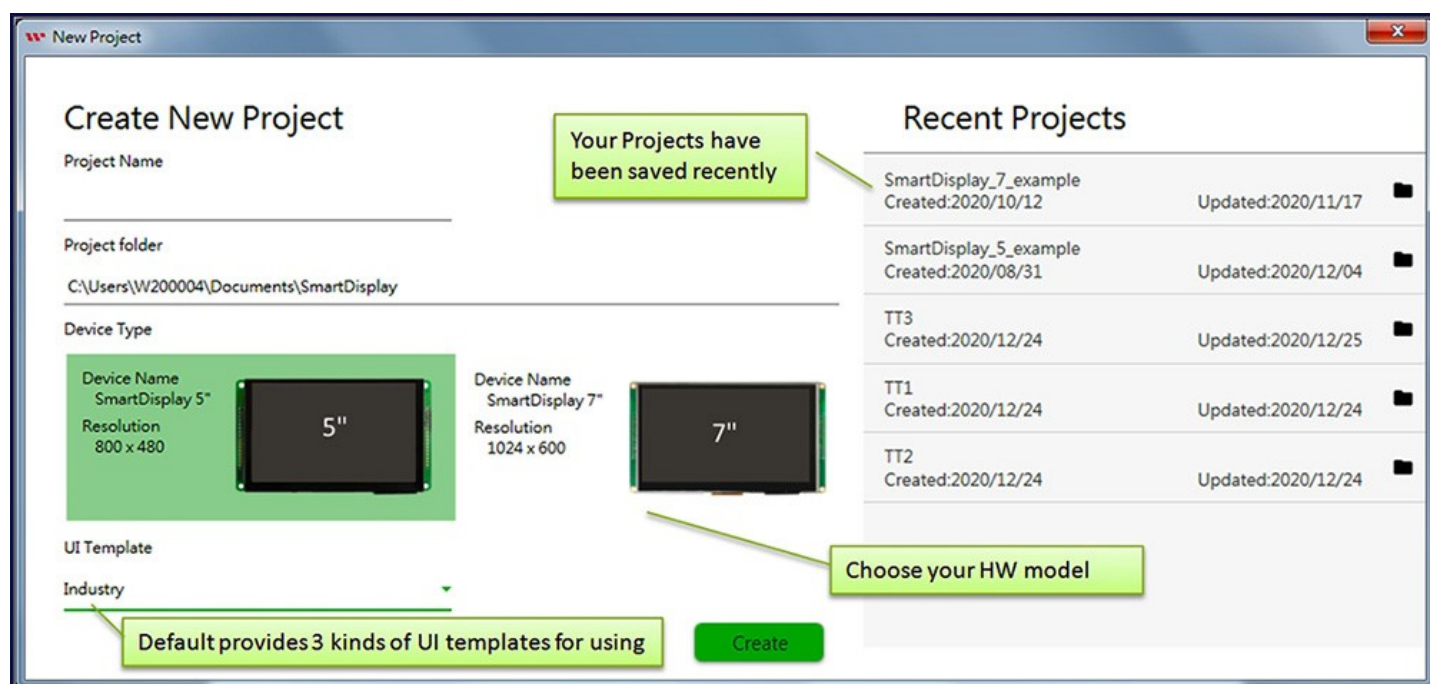 New Project
Create New Project
Project Name
Project folder
C:\Users\W200004\Documents\SmartDisplay
Device Type
Device Name
SmartDisplay 5"
Resolution
800 x 480
5"
Device Name
SmartDisplay 7"
Resolution
1024 x 600
7"
UI Template
Industry
Default provides 3 kinds of UI templates for using
Create
Your Projects have
been saved recently
Choose your HW model
Recent Projects
SmartDisplay_7_example
Created:2020/10/12 Updated:2020/11/17
SmartDisplay_5_example
Created:2020/08/31 Updated:2020/12/04
TT3
Created:2020/12/24 Updated:2020/12/25
TT1
Created:2020/12/24 Updated:2020/12/24
TT2
Created:2020/12/24 Updated:2020/12/24